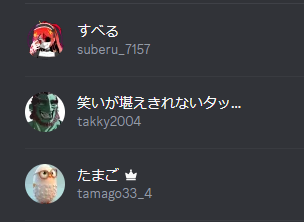 すべる
suberu_7157
笑いが堪えきれないタッ...
takky2004
たまご
tamago33_4